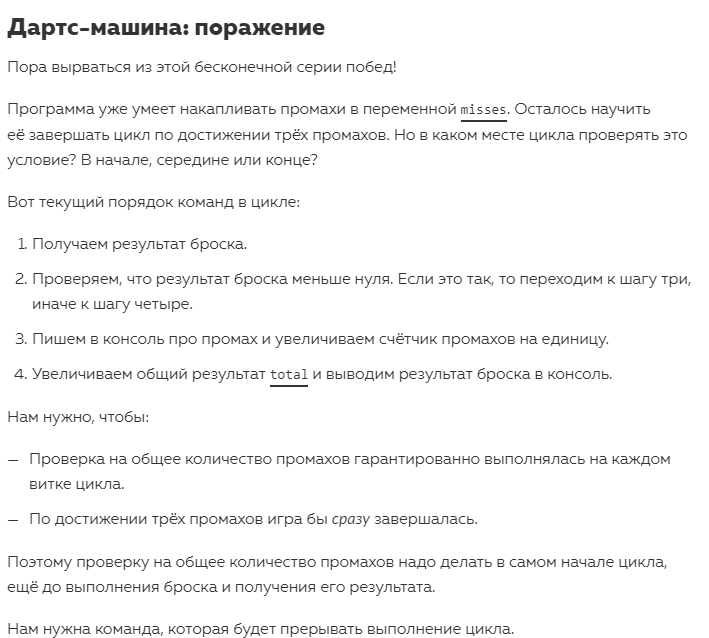 Дартс-машина: поражение
Пора вырваться из этой бесконечной серии побед!
Программа уже умеет накапливать промахи в переменной misses. Осталось научить
её завершать цикл по достижении трёх промахов. Но в каком месте цикла проверять это
условие? В начале, середине или конце?
Вот текущий порядок команд в цикле:
1. Получаем результат броска.
2. Проверяем, что результат броска меньше нуля. Если это так, то переходим к шагу три,
иначе к шагу четыре.
3. Пишем в консоль про промах и увеличиваем счётчик промахов на единицу.
4. Увеличиваем общий результат total и выводим результат броска в консоль.
Нам нужно, чтобы:
— Проверка на общее количество промахов гарантированно выполнялась на каждом
витке цикла.
— По достижении трёх промахов игра бы сразу завершалась.
Поэтому проверку на общее количество промахов надо делать в самом начале цикла,
ещё до выполнения броска и получения его результата.
Нам нужна команда, которая будет прерывать выполнение цикла.